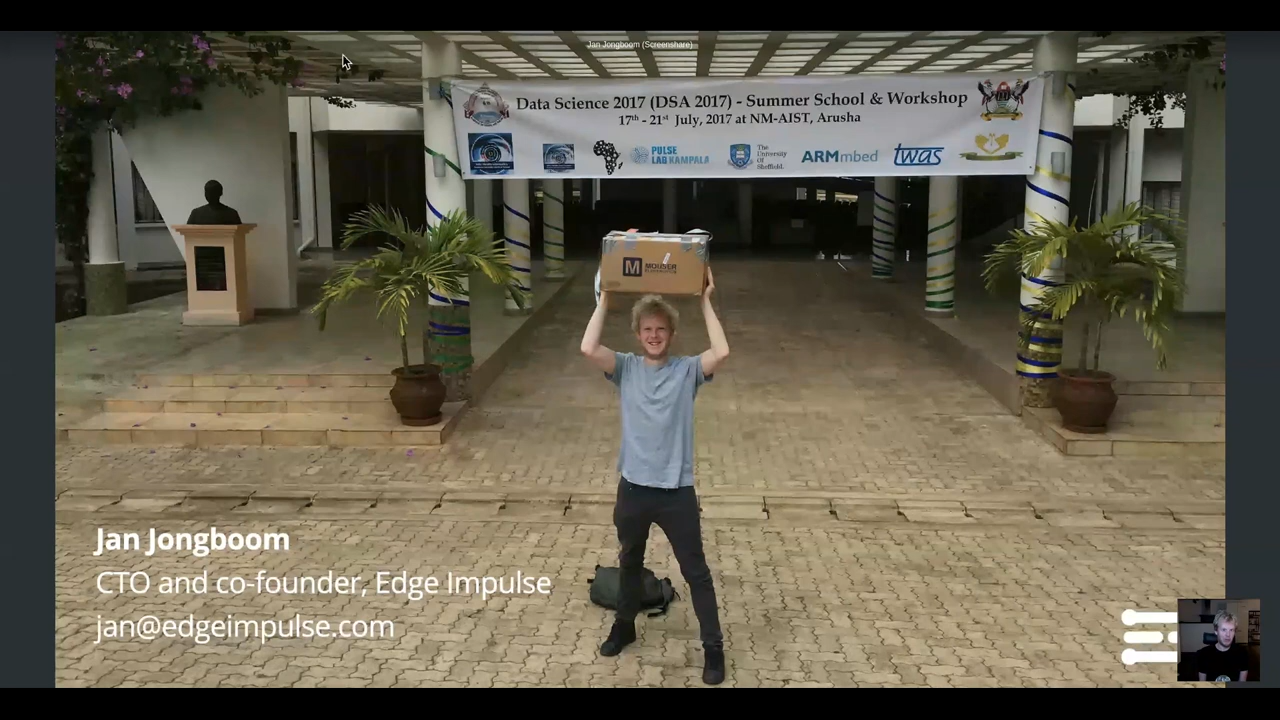 Jan Jongboom (Screenshare)
Data Science 2017 (DSA 2017) - Summer School & Workshop
17th - 21st July, 2017 at NM-AIST, Arusha
PULSE
LAB KAMPALA
The
University
Of
Sheffield.
ARMmbed
twas
M MOUSER
Jan Jongboom
CTO and co-founder, Edge Impulse
jan@edgeimpulse.com